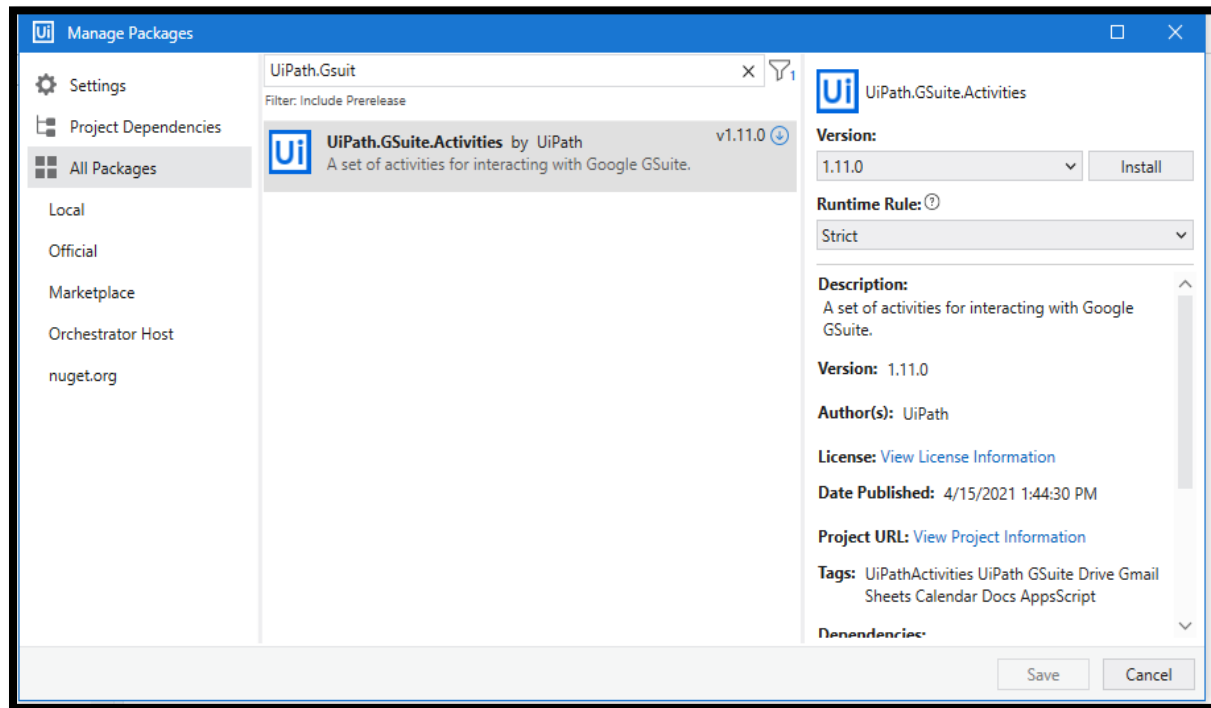 Ui Manage Packages
Settings
Project Dependencies
All Packages
Local
Official
Marketplace
Orchestrator Host
nuget.org
UiPath.Gsuit
1
Filter: Include Prerelease
Ui
UiPath.GSuite.Activities by UiPath
v1.11.0
A set of activities for interacting with Google GSuite.
Ui UiPath.GSuite.Activities
Version:
1.11.0
Install
Runtime Rule: ?
Strict
Description:
A set of activities for interacting with Google
GSuite.
Version: 1.11.0
Author(s): UiPath
License: View License Information
Date Published: 4/15/2021 1:44:30 PM
Project URL: View Project Information
Tags: UiPathActivities UiPath GSuite Drive Gmail
Sheets Calendar Docs AppsScript
Dependencies:
Save
Cancel